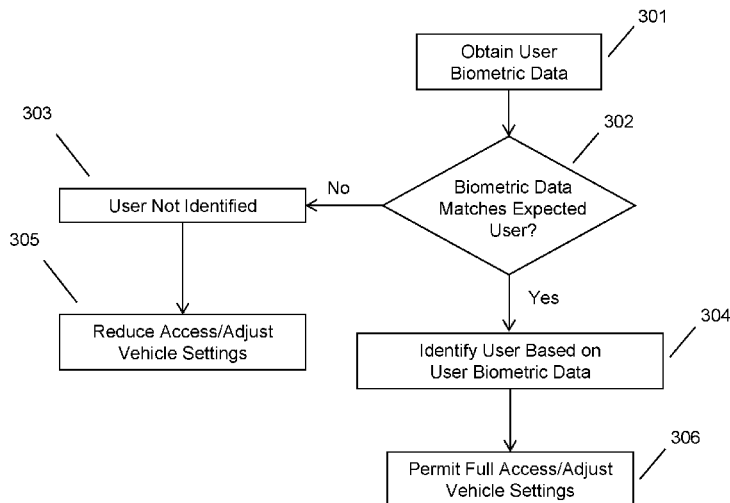 301
Obtain User
Biometric Data
303
302
No
Biometric Data
Matches Expected
User?
User Not Identified
305
Yes
Reduce Access/Adjust
Vehicle Settings
304
Identify User Based on
User Biometric Data
306
Permit Full Access/Adjust
Vehicle Settings